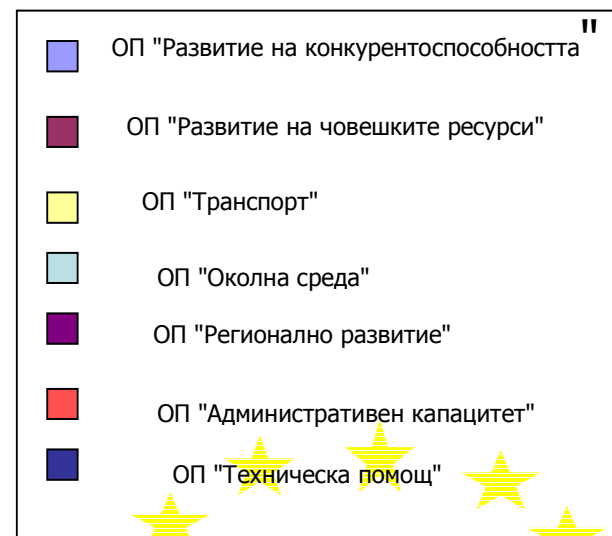 ОП "Развитие на конкурентоспособността"
ОП "Развитие на човешките ресурси"
ОП "Транспорт"
ОП "Околна среда"
ОП "Регионално развитие"
ОП "Административен капацитет"
ОП "Техническа помощ"